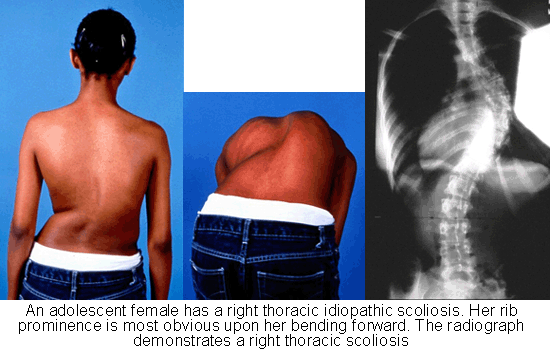 An adolescent female has a right thoracic idiopathic scoliosis. Her rib
prominence is most obvious upon her bending forward. The radiograph
demonstrates a right thoracic scoliosis